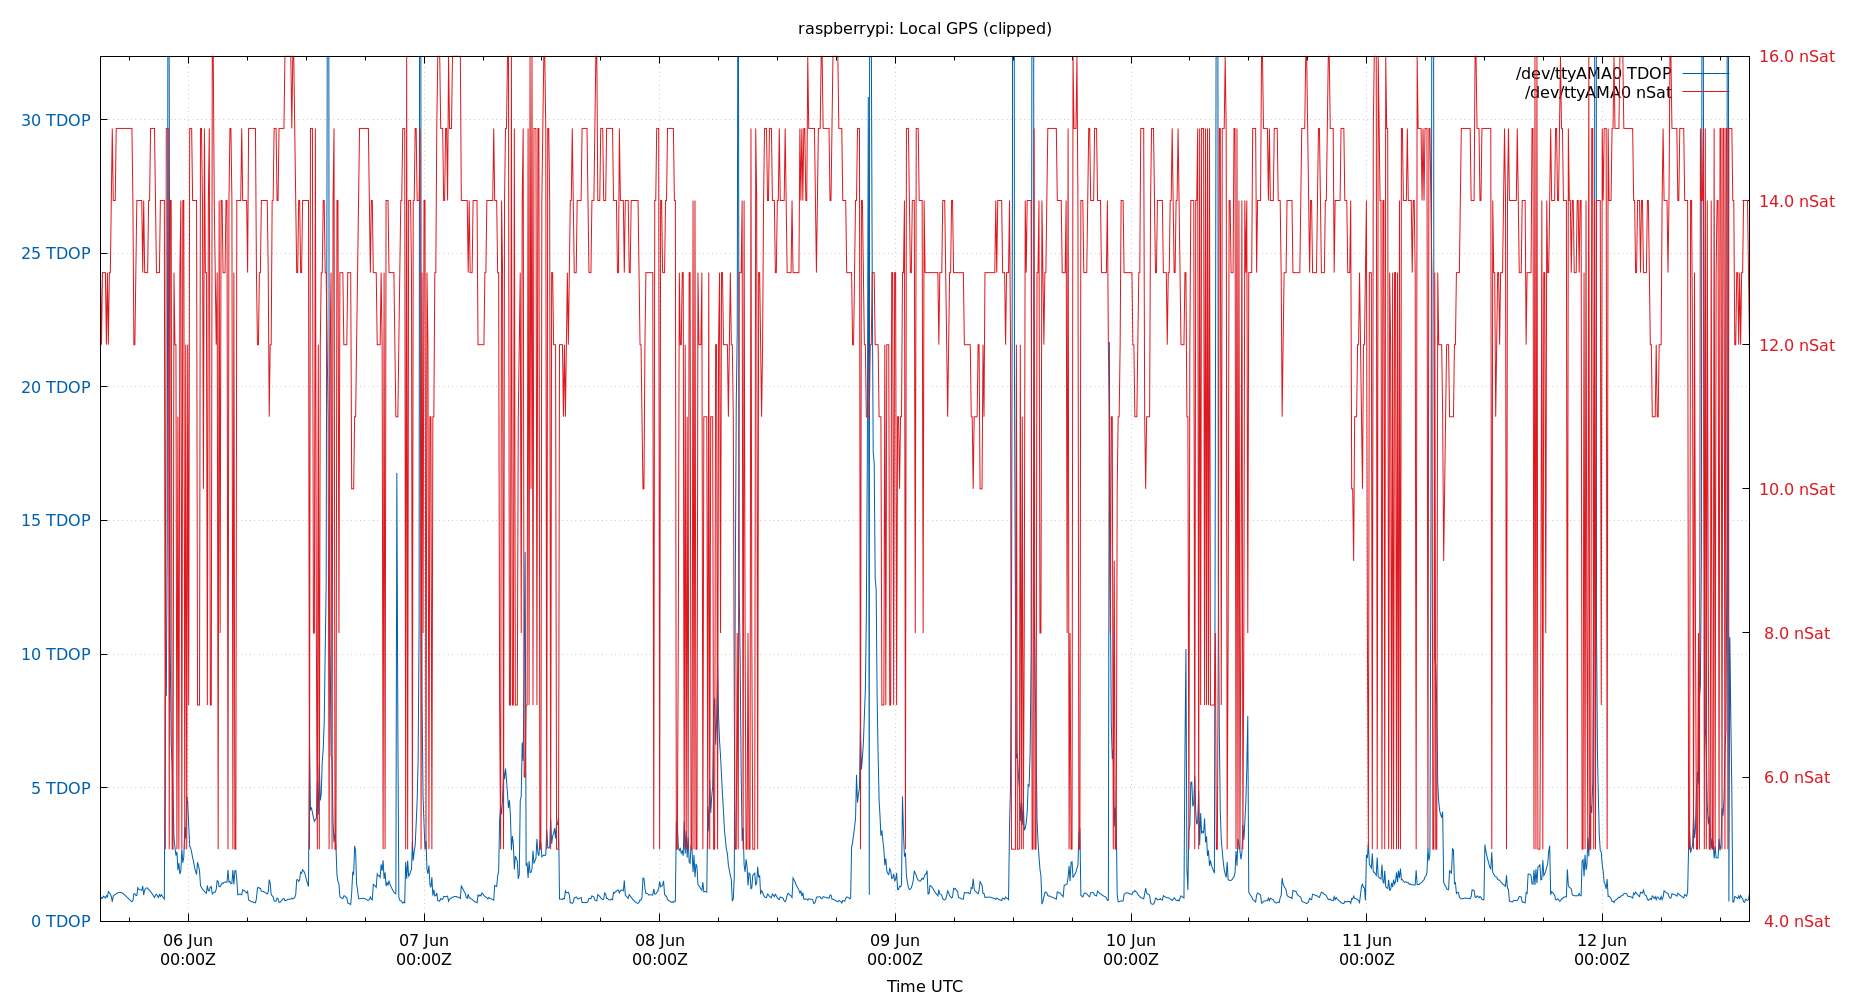 raspberrypi: Local GPS (clipped)
/dev/ttyAMA0 TDOP
/dev/ttyAMA0 nSat
30 TDOP
25 TDOP
20 TDOP
15 TDOP
10 TDOP
5 TDOP
0 TDOP
16.0 nSat
14.0 nSat
12.0 nSat
10.0 nSat
8.0 nSat
6.0 nSat
4.0 nSat
06 Jun
00:00Z
07 Jun
00:00Z
08 Jun
00:00Z
09 Jun
00:00Z
10 Jun
00:00Z
11 Jun
00:00Z
12 Jun
00:00Z
Time UTC